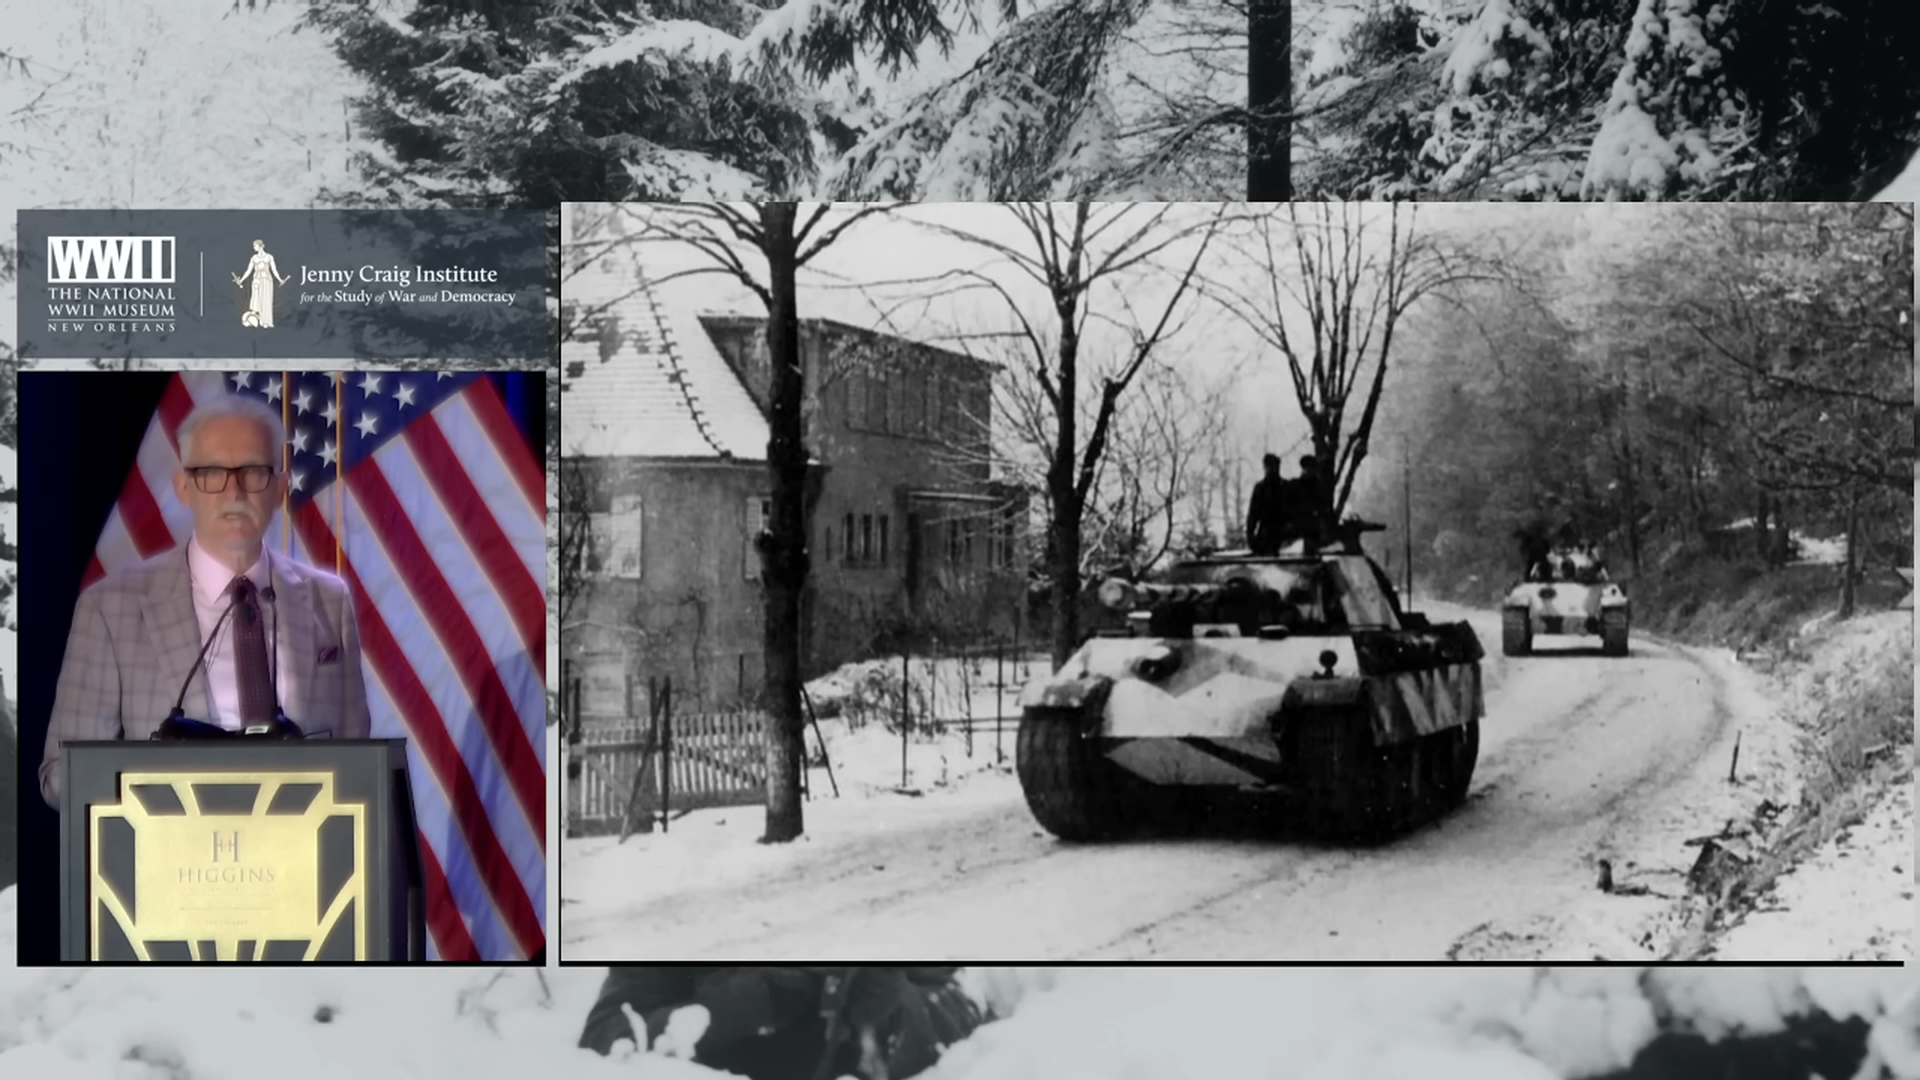 WWII
THE NATIONAL
WWII MUSEUM
NEW ORLEANS
Jenny Craig Institute
for the Study of War and Democracy
H
HIGGINS